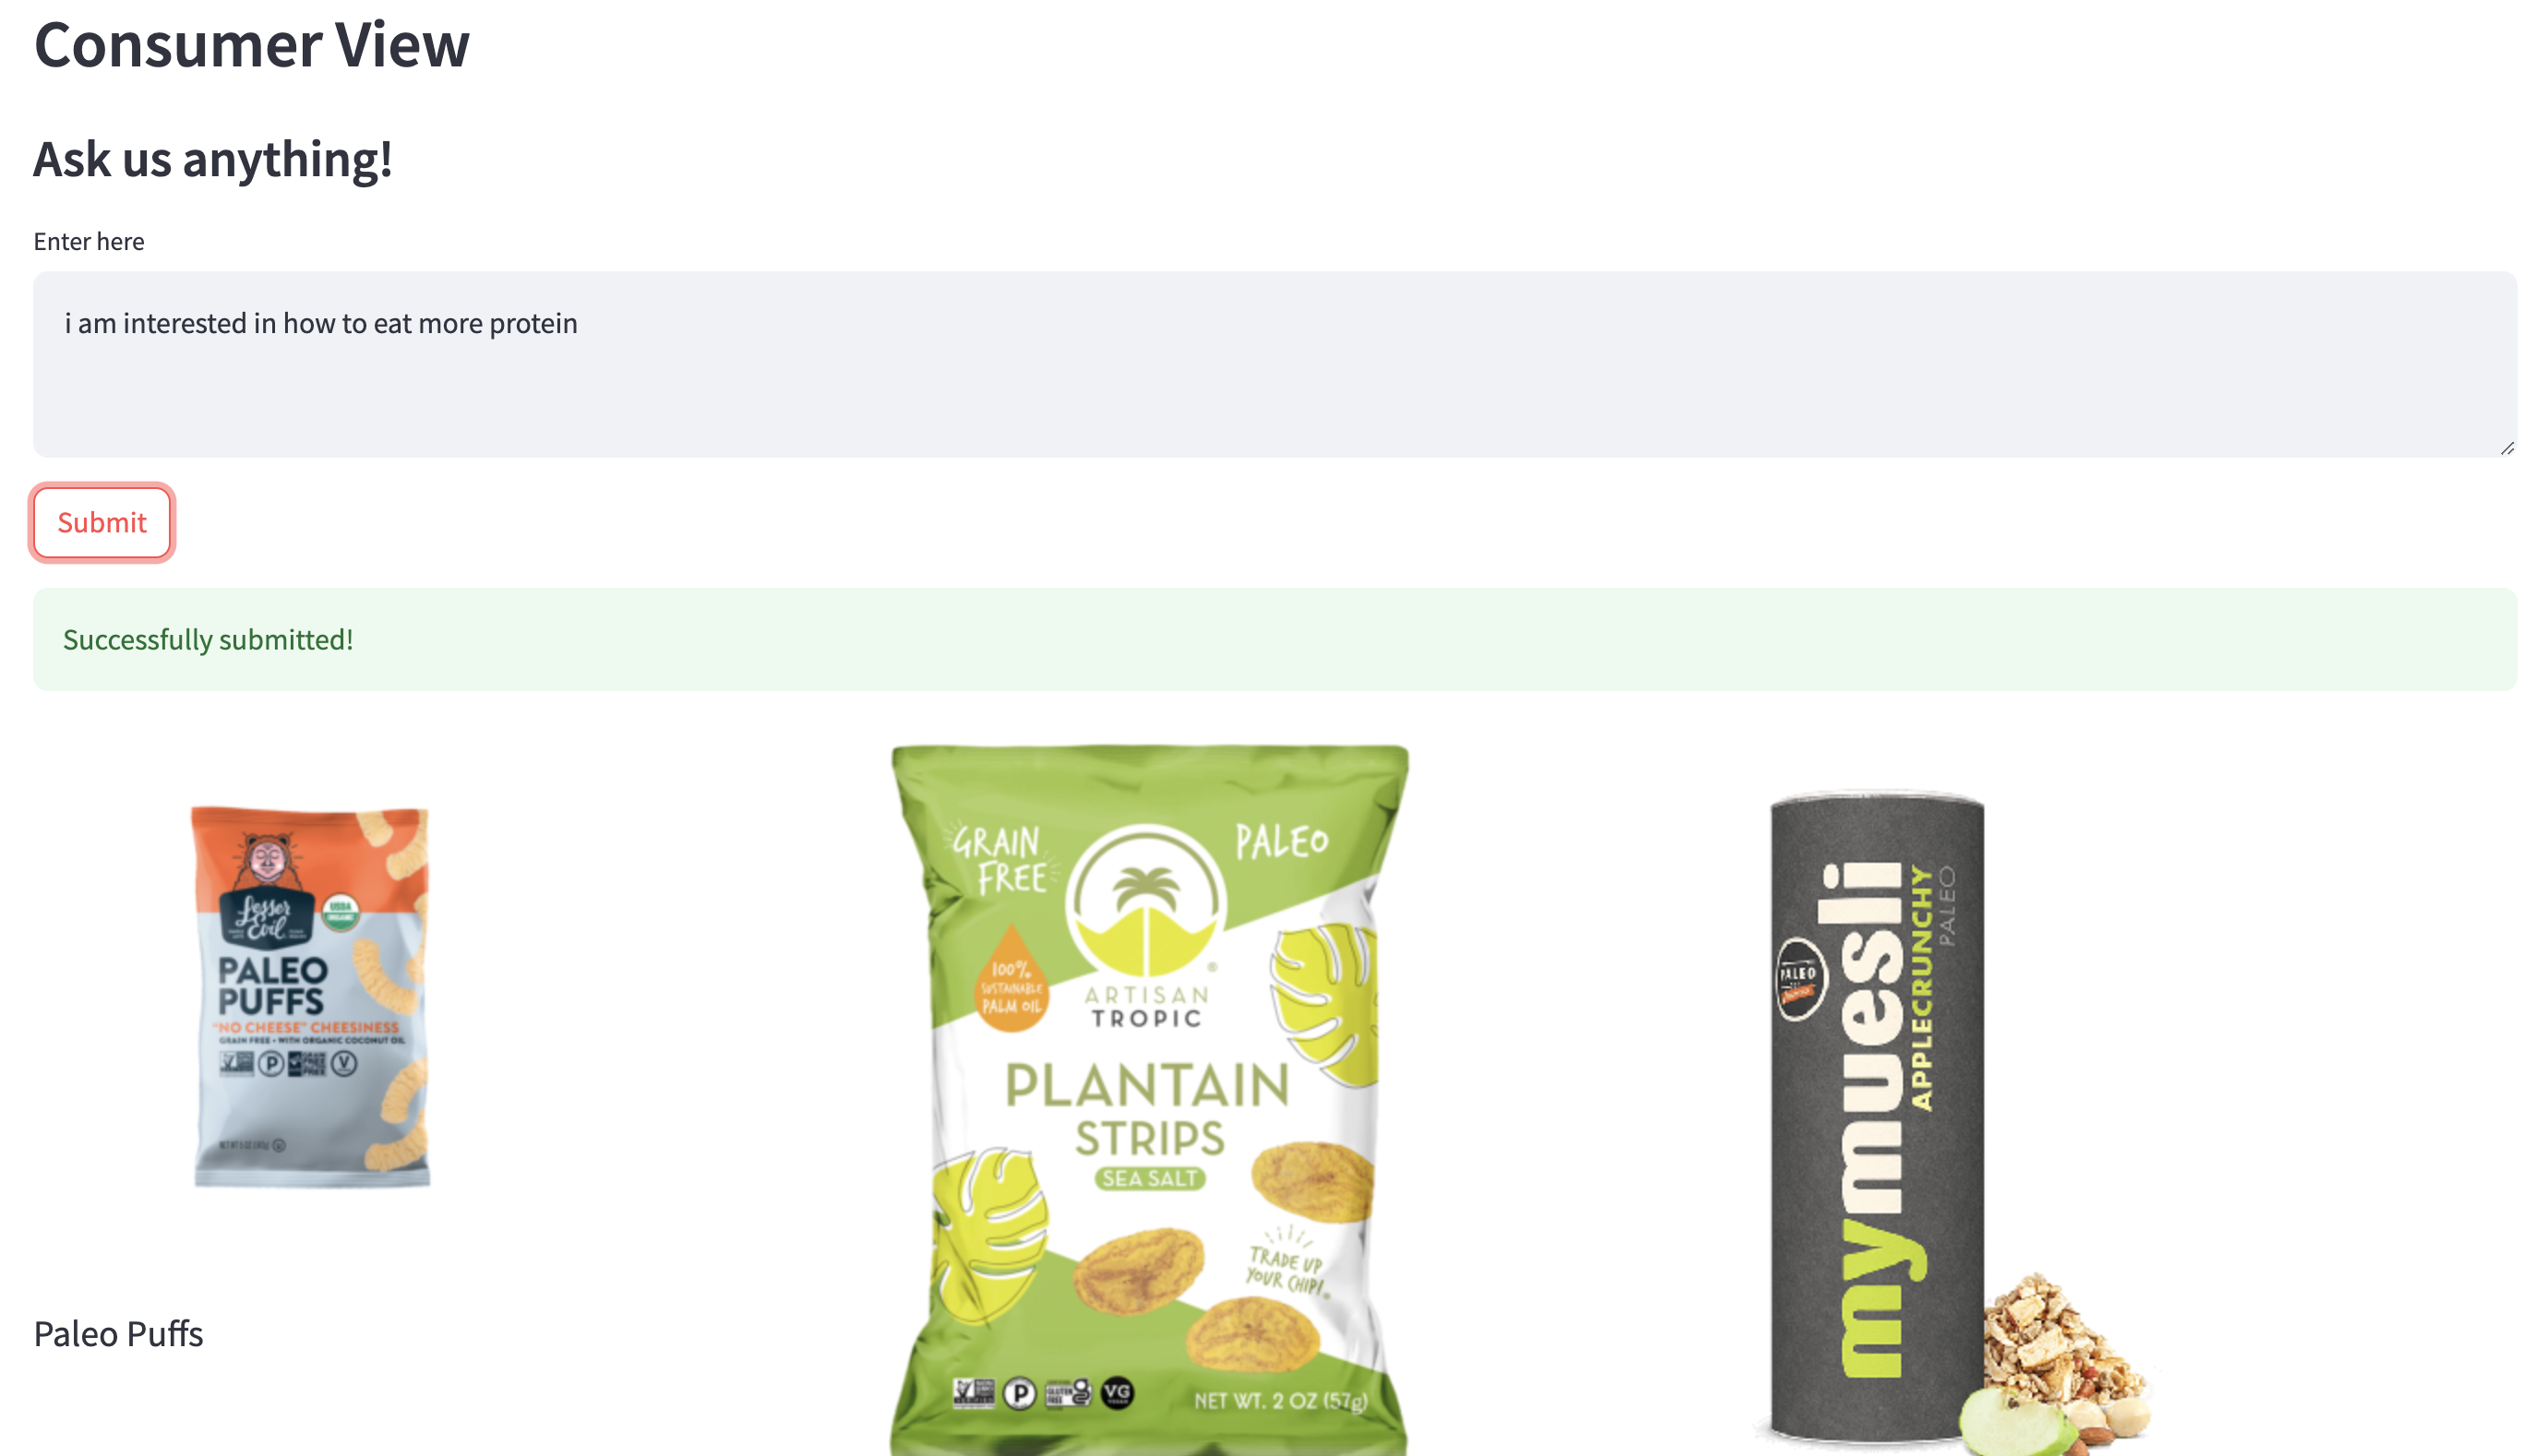 Consumer View
Ask us anything!
Enter here
i am interested in how to eat more protein
Submit
Successfully submitted!
Lesser
Evil
USDA
ORGANIC
PALEO
PUFFS
"NO CHEESE" CHEESINESS
GRAIN FREE • WITH ORGANIC COCONUT OIL
P
V
Paleo Puffs
GRAIN
FREE
PALEO
100%
SUSTAINABLE
PALM OIL
ARTISAN
TROPIC
®
PLANTAIN
STRIPS
SEA SALT
TRADE UP
YOUR CHIP!
P
GLUTEN
FREE
VG
NET WT. 2 OZ (57g)
PALEO
mymuesli
APPLECRUNCHY
PALEO